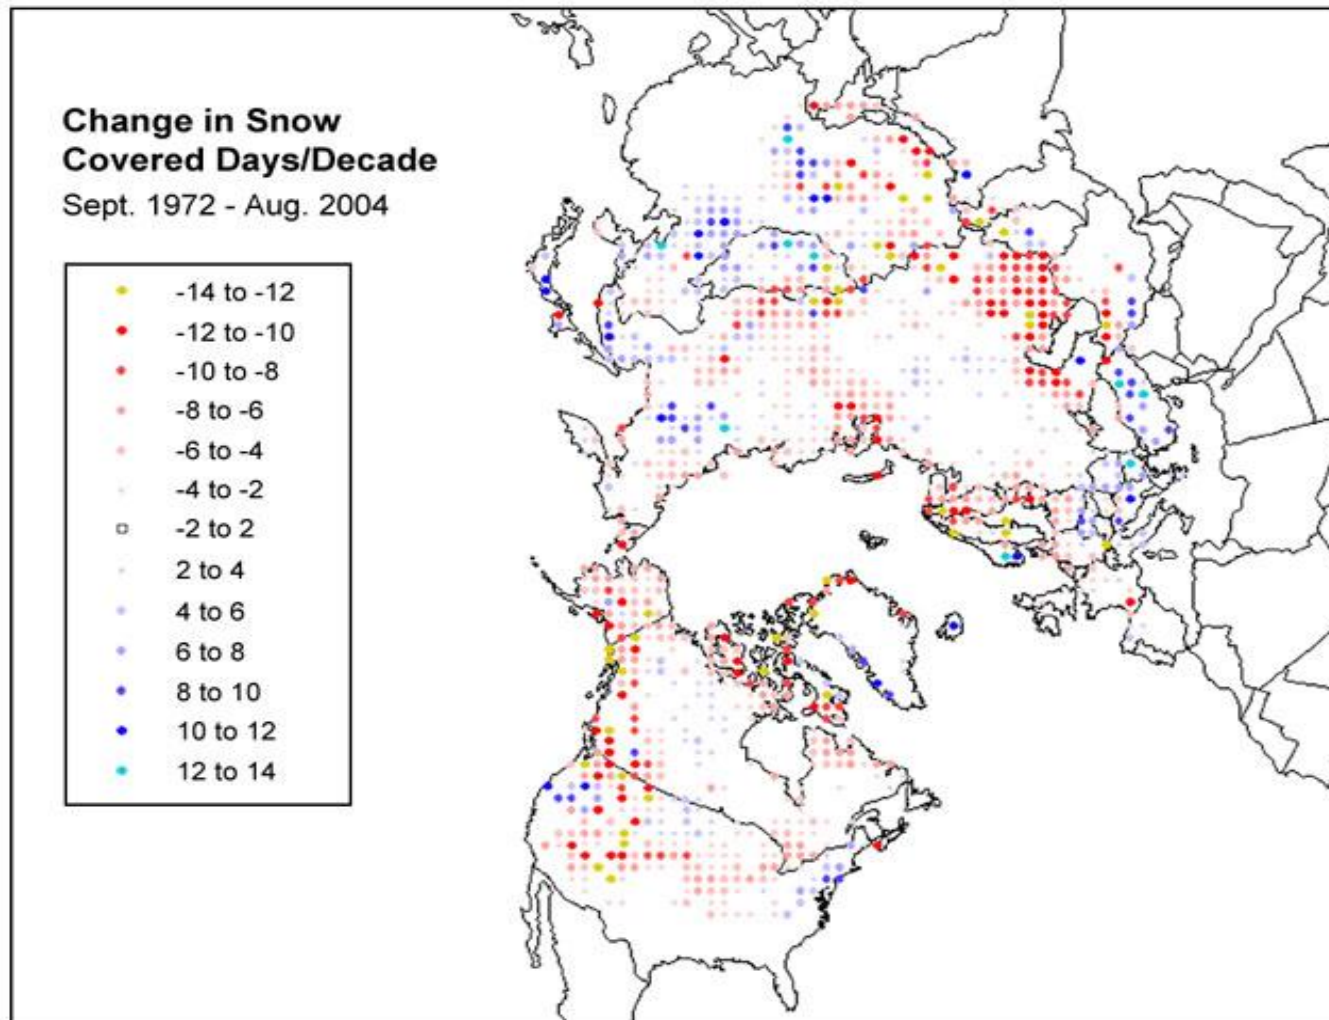 Change in Snow
Covered Days/Decade
Sept. 1972 - Aug. 2004
-14 to -12
-12 to -10
-10 to -8
-8 to -6
-6 to -4
-4 to -2
-2 to 2
2 to 4
4 to 6
6 to 8
8 to 10
10 to 12
12 to 14